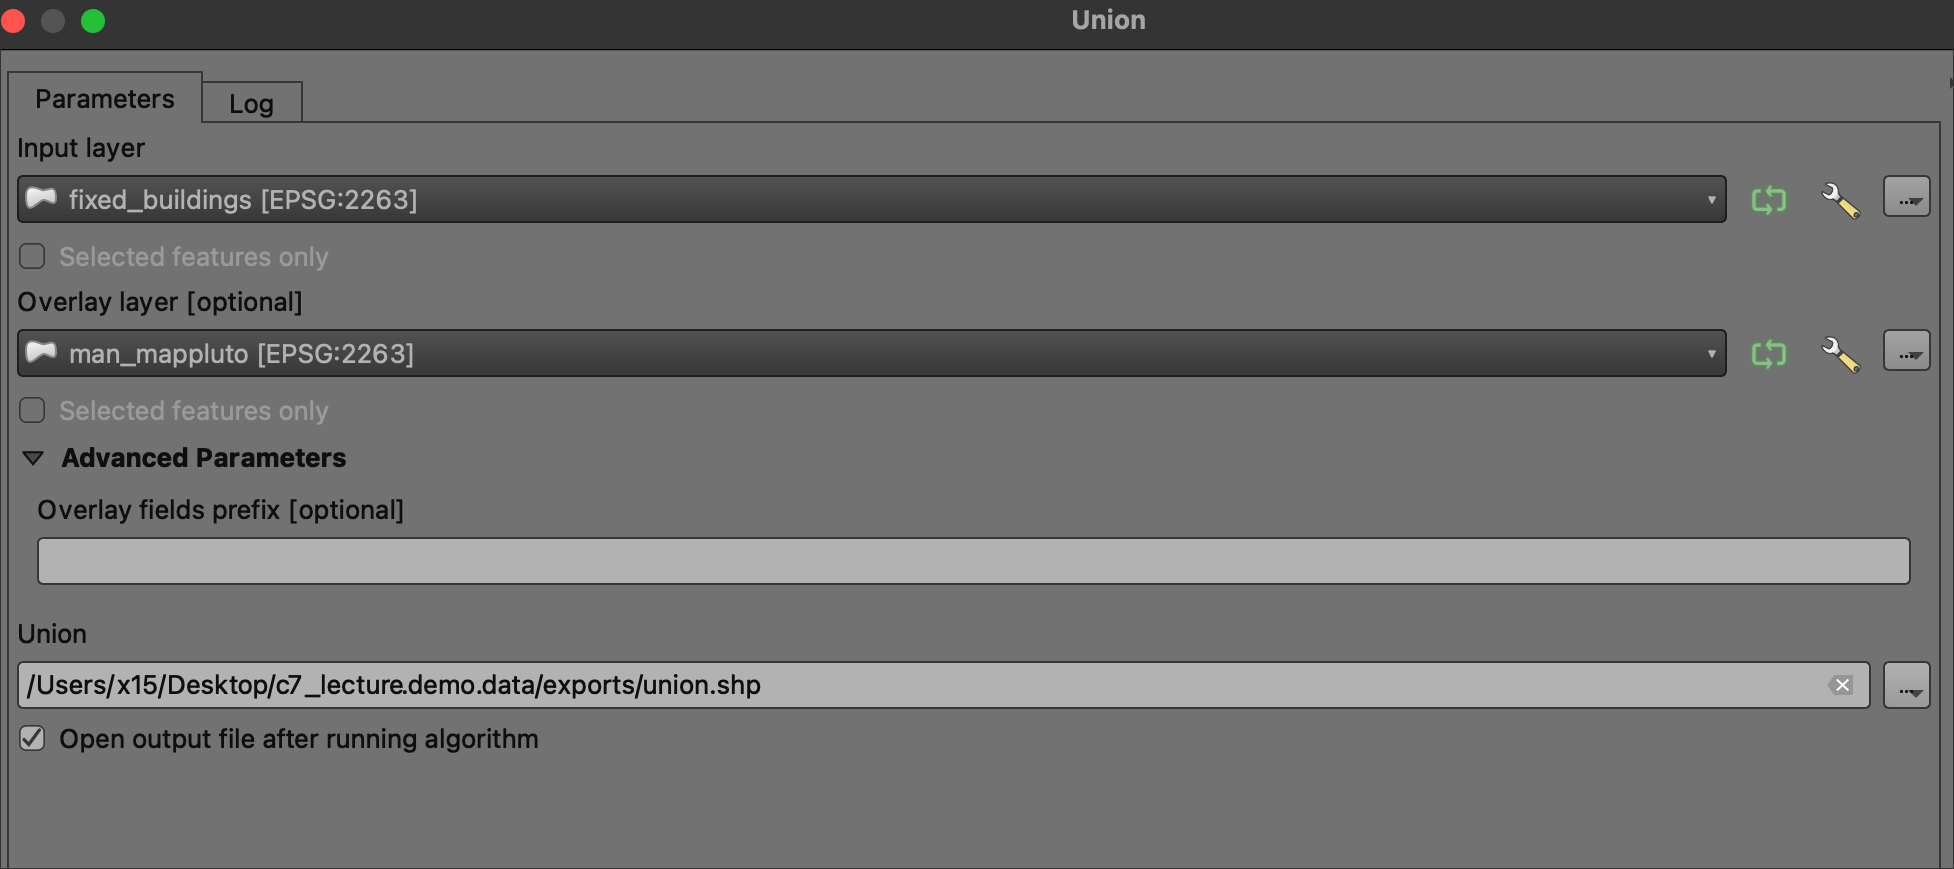 Union
Parameters
Log
Input layer
fixed_buildings [EPSG:2263]
...
Selected features only
Overlay layer [optional]
man_mappluto [EPSG:2263]
...
Selected features only
Advanced Parameters
Overlay fields prefix [optional]
Union
/Users/x15/Desktop/c7_lecture.demo.data/exports/union.shp
...
Open output file after running algorithm